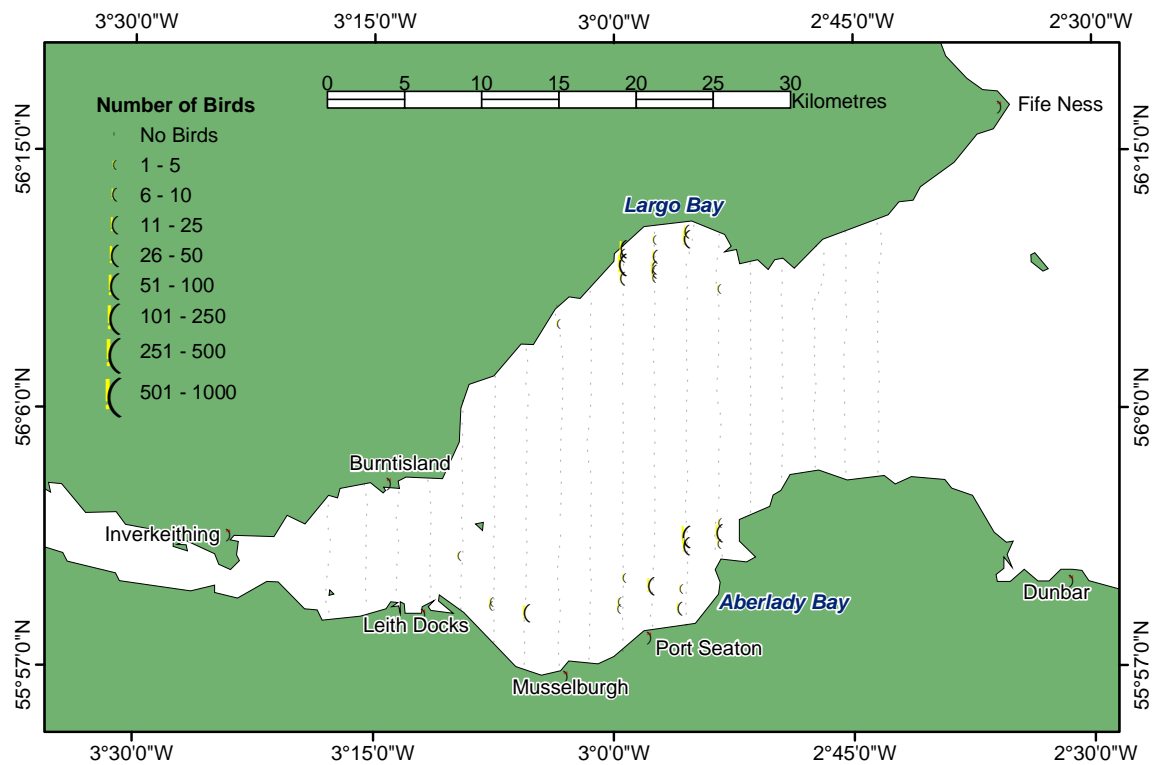 3°30'0"W 3°15'0"W 3°0'0"W 2°45'0"W 2°30'0"W
0 5 10 15 20 25 30
Kilometres
Number of Birds
No Birds
1 - 5
6 - 10
11 - 25
26 - 50
51 - 100
101 - 250
251 - 500
501 - 1000
Fife Ness
56°15'0"N 56°15'0"N
Largo Bay
56°6'0"N 56°6'0"N
Burntisland
Inverkeithing
Dunbar
Aberlady Bay
Leith Docks
Port Seaton
55°57'0"N 55°57'0"N
Musselburgh
3°30'0"W 3°15'0"W 3°0'0"W 2°45'0"W 2°30'0"W